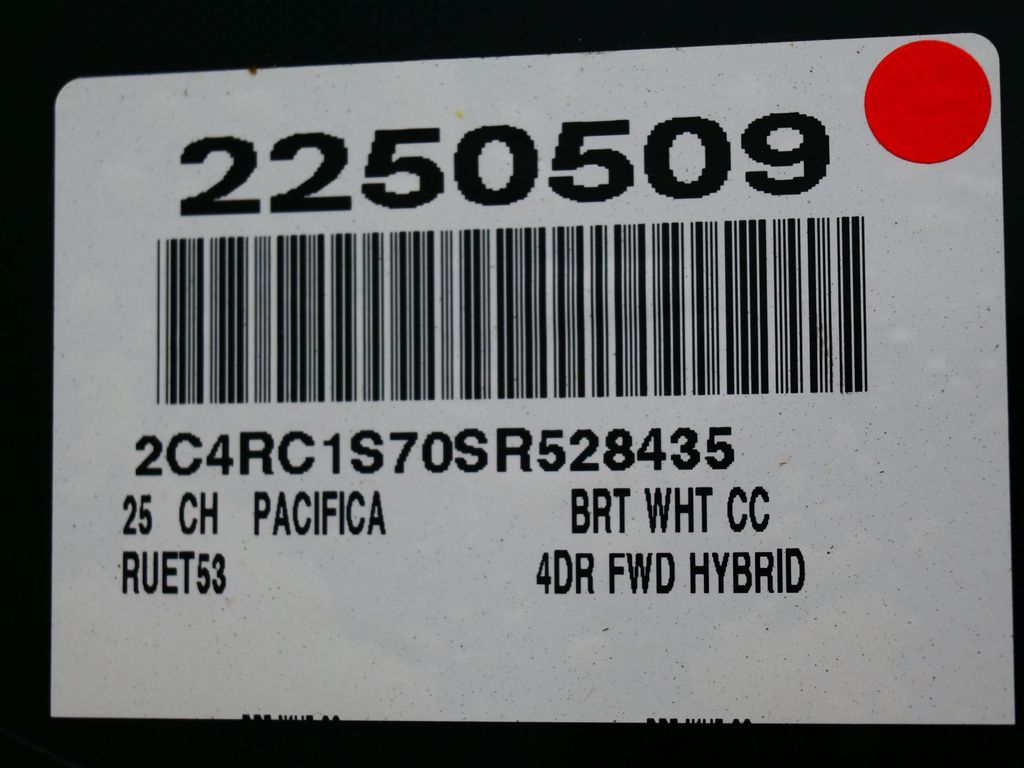 2250509
2C4RC1S70SR528435
25 CH PACIFICA BRT WHT CC
RUET53 4DR FWD HYBRID